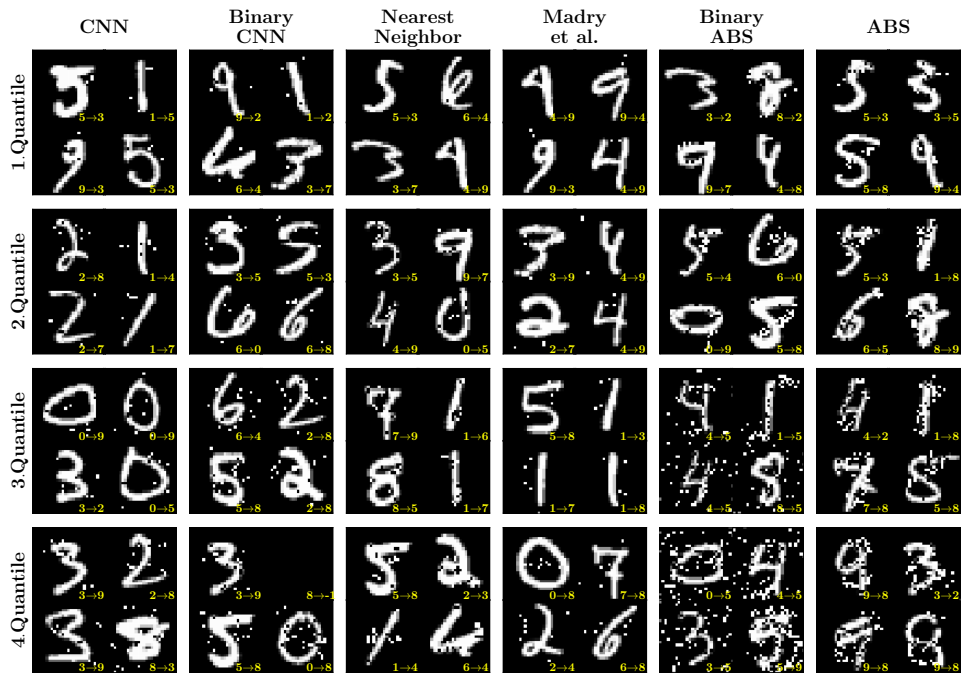 CNN Binary CNN Nearest Neighbor Madry et al. Binary ABS ABS
1.Quantile
5→3 1→5 9→2 1→2 5→3 6→4 4→9 9→4 3→2 8→2 5→3 3→5
9→3 5→3 6→4 3→7 3→7 4→9 9→3 4→9 9→7 4→8 5→8 9→4
2.Quantile
2→8 1→4 3→5 5→3 3→5 9→7 3→9 4→9 5→4 6→0 5→3 1→8
2→7 1→7 6→0 6→8 4→9 0→5 2→7 4→9 0→9 5→8 6→5 8→9
3.Quantile
0→9 0→9 6→4 2→8 7→9 1→6 5→8 1→3 4→5 1→5 4→2 1→8
3→2 0→5 5→8 2→8 8→5 1→7 1→7 1→8 4→5 8→5 7→8 5→8
4.Quantile
3→9 2→8 3→9 8→-1 5→8 2→3 0→8 7→8 0→5 4→5 9→8 3→2
3→9 8→3 5→8 0→8 1→4 6→4 2→4 6→8 3→5 5→9 9→8 9→8